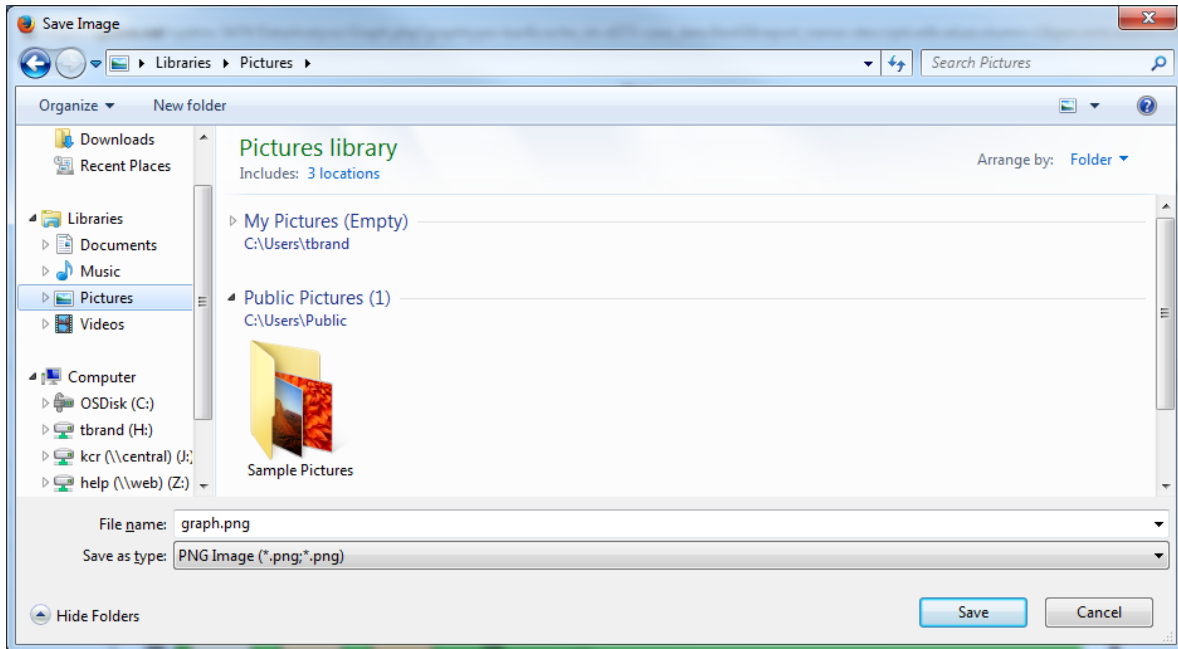 Save Image
Libraries Pictures
Search Pictures
Organize New folder
Downloads
Recent Places
Libraries
Documents
Music
Pictures
Videos
Computer
OSDisk (C:)
tbrand (H:)
kcr (\\central) (J:)
help (\\web) (Z:)
Pictures library
Includes: 3 locations
Arrange by: Folder
My Pictures (Empty)
C:\Users\tbrand
Public Pictures (1)
C:\Users\Public
Sample Pictures
File name: graph.png
Save as type: PNG Image (*.png;*.png)
Hide Folders
Save Cancel